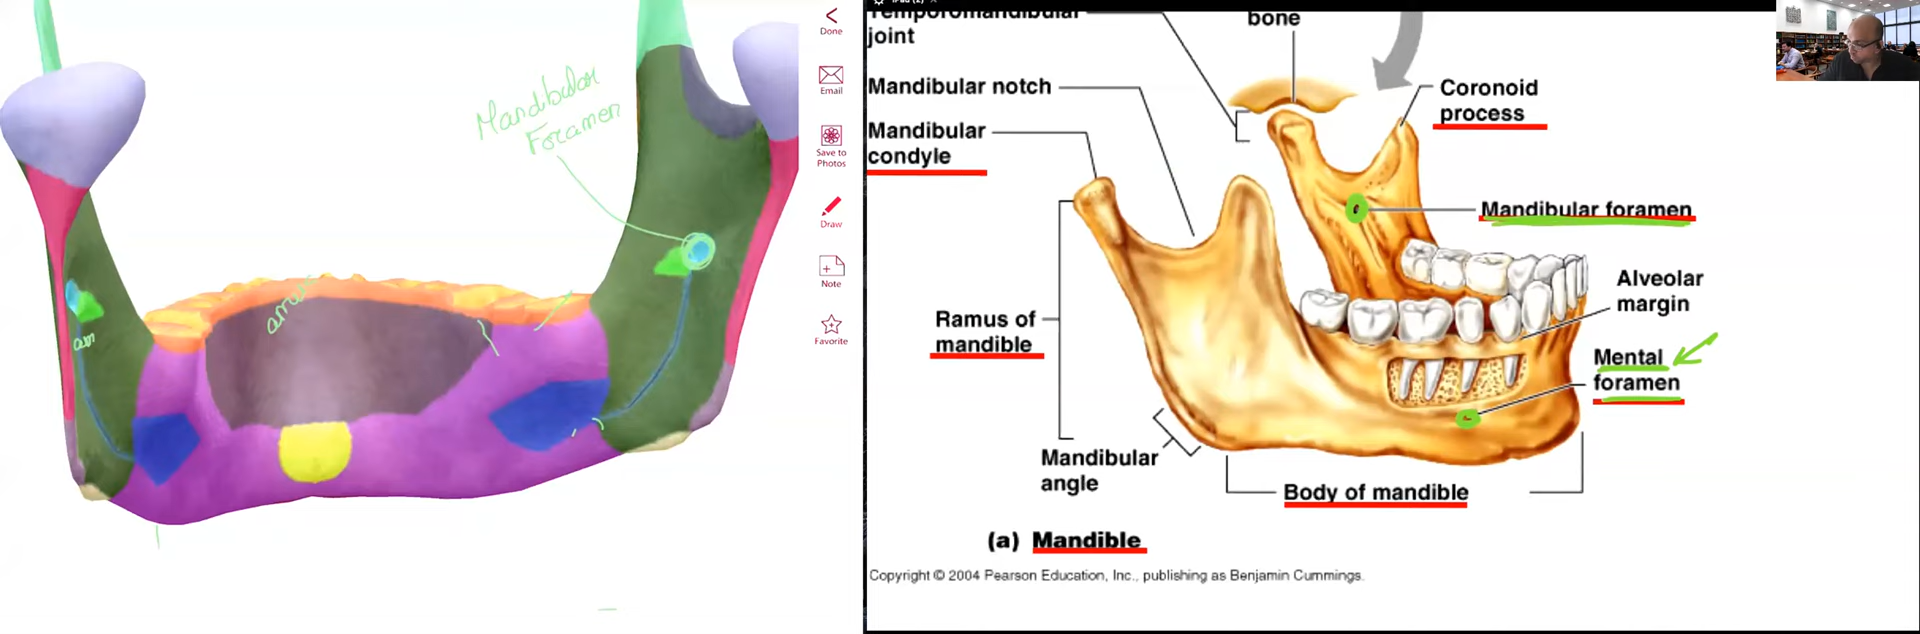 Done
Email
Save to
Photos
Draw
Note
Favorite
Mandibular
Foramen
Temporomandibular
joint
bone
Mandibular notch
Mandibular
condyle
Coronoid
process
Mandibular foramen
Alveolar
margin
Ramus of
mandible
Mental
foramen
Mandibular
angle
Body of mandible
(a) Mandible
Copyright © 2004 Pearson Education, Inc., publishing as Benjamin Cummings.